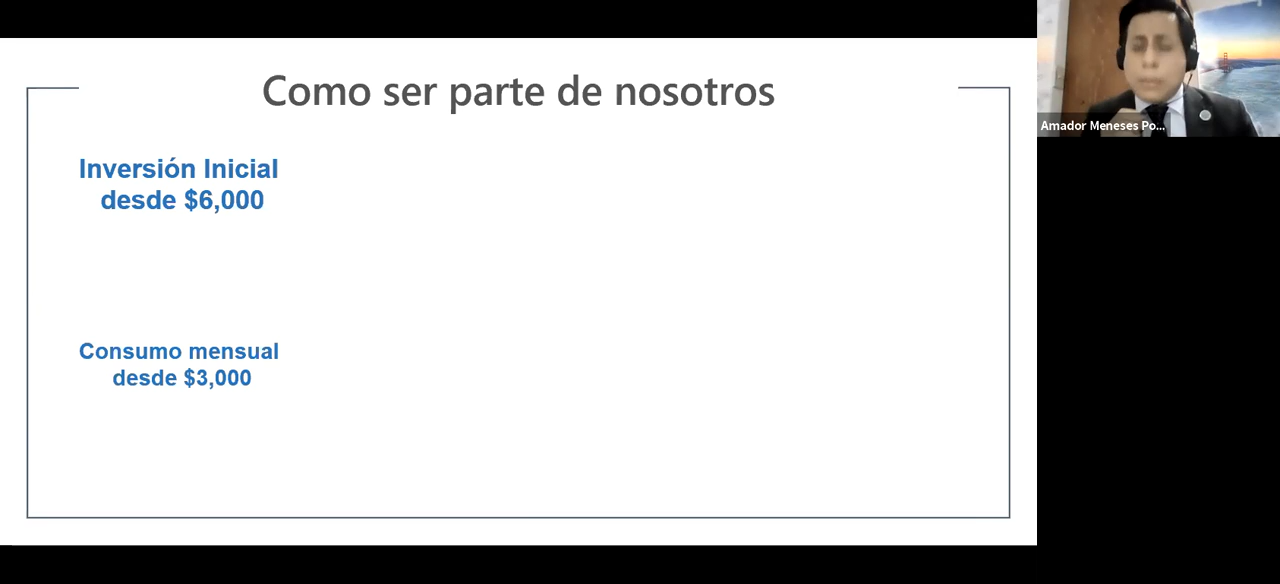 Como ser parte de nosotros
Inversión Inicial
desde $6,000
Consumo mensual
desde $3,000
Amador Meneses Po...